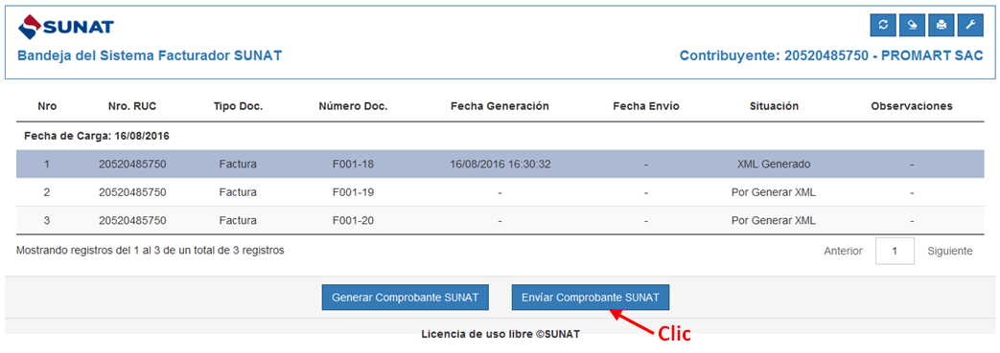 SUNAT
Bandeja del Sistema Facturador SUNAT Contribuyente: 20520485750 - PROMART SAC
Nro Nro. RUC Tipo Doc. Número Doc. Fecha Generación Fecha Envío Situación Observaciones
Fecha de Carga: 16/08/2016
1 20520485750 Factura F001-18 16/08/2016 16:30:32 - XML Generado -
2 20520485750 Factura F001-19 - - Por Generar XML -
3 20520485750 Factura F001-20 - - Por Generar XML -
Mostrando registros del 1 al 3 de un total de 3 registros Anterior 1 Siguiente
Generar Comprobante SUNAT Envíar Comprobante SUNAT
Clic
Licencia de uso libre ©SUNAT